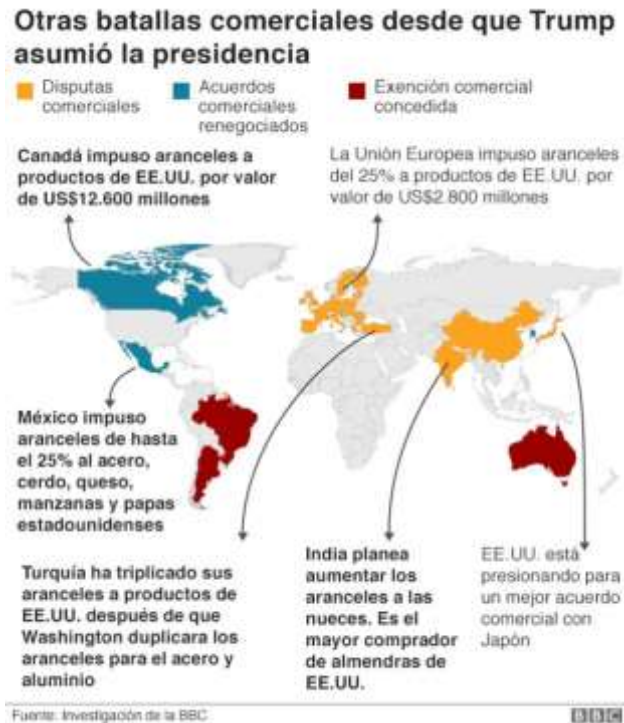 Otras batallas comerciales desde que Trump
asumió la presidencia
Disputas
comerciales
Acuerdos
comerciales
renegociados
Exención comercial
concedida
Canadá impuso aranceles a
productos de EE.UU. por valor
de US$12.600 millones
La Unión Europea impuso aranceles
del 25% a productos de EE.UU. por
valor de US$2.800 millones
México impuso
aranceles de hasta
el 25% al acero,
cerdo, queso,
manzanas y papas
estadounidenses
Turquía ha triplicado sus
aranceles a productos de
EE.UU. después de que
Washington duplicara los
aranceles para el acero y
aluminio
India planea
aumentar los
aranceles a las
nueces. Es el
mayor comprador
de almendras de
EE.UU.
EE.UU. está
presionando para
un mejor acuerdo
comercial con
Japón
Fuente: Investigación de la BBC
BBC